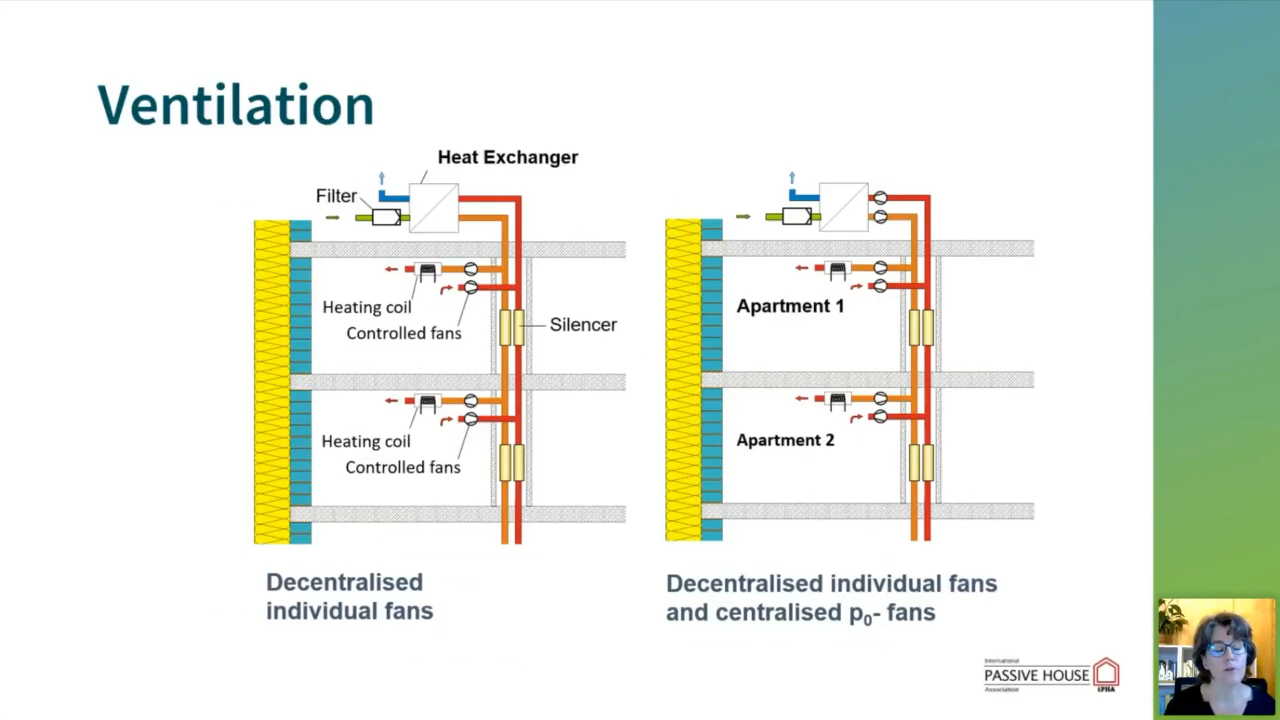 Ventilation
Heat Exchanger
Filter
Heating coil
Controlled fans
Silencer
Heating coil
Controlled fans
Apartment 1
Apartment 2
Decentralised
individual fans
Decentralised individual fans
and centralised p₀- fans
International
PASSIVE HOUSE
Association
iPHA